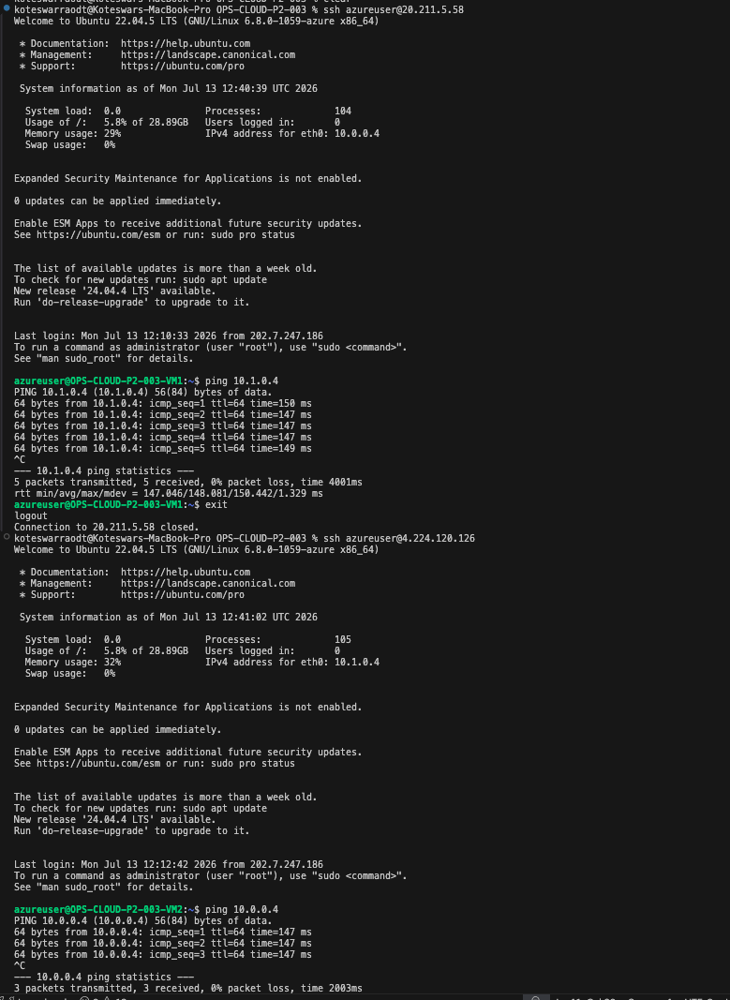 koteswarraodt@Koteswars-MacBook-Pro OPS-CLOUD-P2-003 % ssh azureuser@20.211.5.58
Welcome to Ubuntu 22.04.5 LTS (GNU/Linux 6.8.0-1059-azure x86_64)
* Documentation:  https://help.ubuntu.com
* Management:     https://landscape.canonical.com
* Support:        https://ubuntu.com/pro
System information as of Mon Jul 13 12:40:39 UTC 2026
System load:  0.0               Processes:             104
Usage of /:   5.8% of 28.89GB   Users logged in:       0
Memory usage: 29%               IPv4 address for eth0: 10.0.0.4
Swap usage:   0%
Expanded Security Maintenance for Applications is not enabled.
0 updates can be applied immediately.
Enable ESM Apps to receive additional future security updates.
See https://ubuntu.com/esm or run: sudo pro status
The list of available updates is more than a week old.
To check for new updates run: sudo apt update
New release '24.04.4 LTS' available.
Run 'do-release-upgrade' to upgrade to it.
Last login: Mon Jul 13 12:10:33 2026 from 202.7.247.186
To run a command as administrator (user "root"), use "sudo <command>".
See "man sudo_root" for details.
azureuser@OPS-CLOUD-P2-003-VM1:~$ ping 10.1.0.4
PING 10.1.0.4 (10.1.0.4) 56(84) bytes of data.
64 bytes from 10.1.0.4: icmp_seq=1 ttl=64 time=150 ms
64 bytes from 10.1.0.4: icmp_seq=2 ttl=64 time=147 ms
64 bytes from 10.1.0.4: icmp_seq=3 ttl=64 time=147 ms
64 bytes from 10.1.0.4: icmp_seq=4 ttl=64 time=147 ms
64 bytes from 10.1.0.4: icmp_seq=5 ttl=64 time=149 ms
^C
--- 10.1.0.4 ping statistics ---
5 packets transmitted, 5 received, 0% packet loss, time 4001ms
rtt min/avg/max/mdev = 147.046/148.081/150.442/1.329 ms
azureuser@OPS-CLOUD-P2-003-VM1:~$ exit
logout
Connection to 20.211.5.58 closed.
koteswarraodt@Koteswars-MacBook-Pro OPS-CLOUD-P2-003 % ssh azureuser@4.224.120.126
Welcome to Ubuntu 22.04.5 LTS (GNU/Linux 6.8.0-1059-azure x86_64)
* Documentation:  https://help.ubuntu.com
* Management:     https://landscape.canonical.com
* Support:        https://ubuntu.com/pro
System information as of Mon Jul 13 12:41:02 UTC 2026
System load:  0.0               Processes:             105
Usage of /:   5.8% of 28.89GB   Users logged in:       0
Memory usage: 32%               IPv4 address for eth0: 10.1.0.4
Swap usage:   0%
Expanded Security Maintenance for Applications is not enabled.
0 updates can be applied immediately.
Enable ESM Apps to receive additional future security updates.
See https://ubuntu.com/esm or run: sudo pro status
The list of available updates is more than a week old.
To check for new updates run: sudo apt update
New release '24.04.4 LTS' available.
Run 'do-release-upgrade' to upgrade to it.
Last login: Mon Jul 13 12:12:42 2026 from 202.7.247.186
To run a command as administrator (user "root"), use "sudo <command>".
See "man sudo_root" for details.
azureuser@OPS-CLOUD-P2-003-VM2:~$ ping 10.0.0.4
PING 10.0.0.4 (10.0.0.4) 56(84) bytes of data.
64 bytes from 10.0.0.4: icmp_seq=1 ttl=64 time=147 ms
64 bytes from 10.0.0.4: icmp_seq=2 ttl=64 time=147 ms
64 bytes from 10.0.0.4: icmp_seq=3 ttl=64 time=147 ms
^C
--- 10.0.0.4 ping statistics ---
3 packets transmitted, 3 received, 0% packet loss, time 2003ms